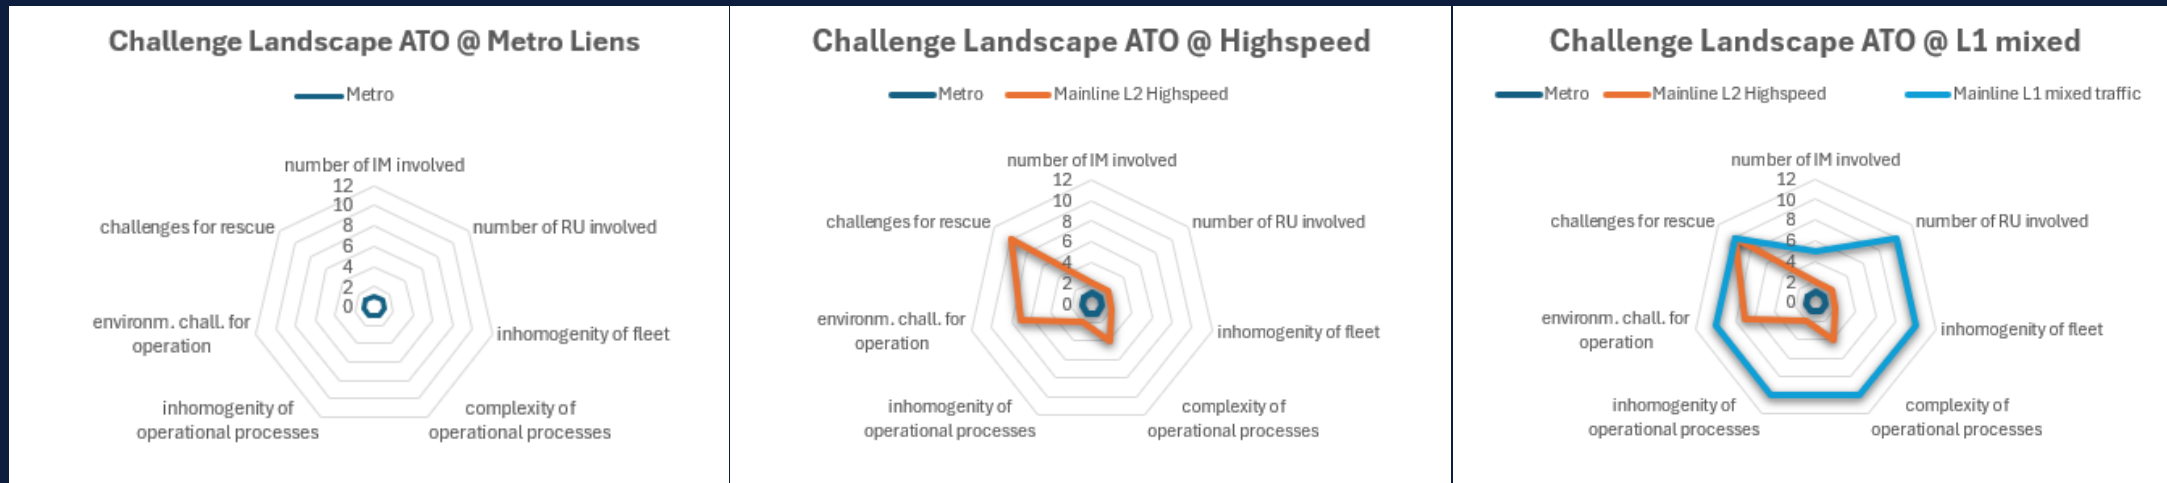 Challenge Landscape ATO @ Metro Liens
Metro
number of IM involved
12
10
8
6
4
2
0
challenges for rescue
number of RU involved
environm. chall. for
operation
inhomogenity of fleet
inhomogenity of
operational processes
complexity of
operational processes
Challenge Landscape ATO @ Highspeed
Metro
Mainline L2 Highspeed
number of IM involved
12
10
8
6
4
2
0
challenges for rescue
number of RU involved
environm. chall. for
operation
inhomogenity of fleet
inhomogenity of
operational processes
complexity of
operational processes
Challenge Landscape ATO @ L1 mixed
Metro
Mainline L2 Highspeed
Mainline L1 mixed traffic
number of IM involved
12
10
8
6
4
2
0
challenges for rescue
number of RU involved
environm. chall. for
operation
inhomogenity of fleet
inhomogenity of
operational processes
complexity of
operational processes